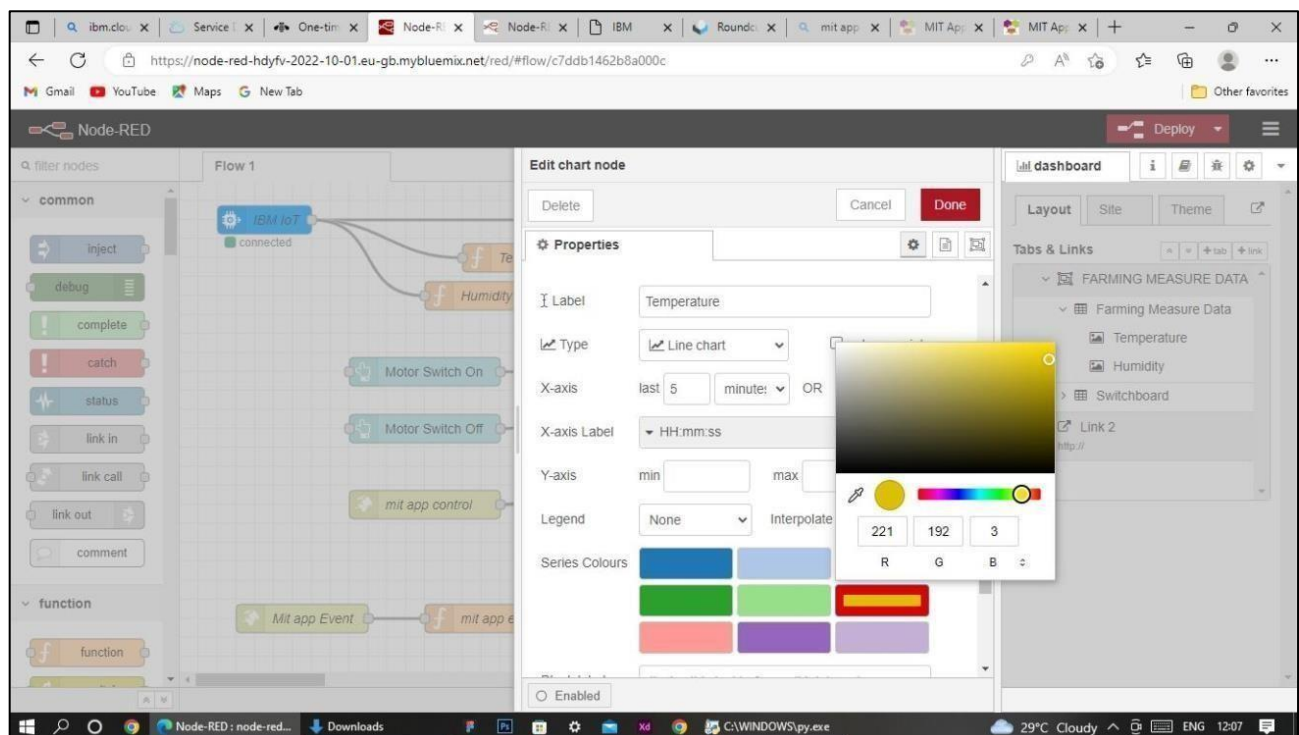 ibm.clou
Service
One-tim
Node-R
Node-RE
IBM
Roundc
mit app
MIT App
MIT App
https://node-red-hdyfv-2022-10-01.eu-gb.mybluemix.net/red/#flow/c7ddb1462b8a000c
Gmail
YouTube
Maps
New Tab
Other favorites
Node-RED
Deploy
filter nodes
common
inject
debug
complete
catch
status
link in
link call
link out
comment
function
function
Flow 1
IBM IoT
connected
Te
Humidity
Motor Switch On
Motor Switch Off
mit app control
Mit app Event
mit app e
Edit chart node
Delete
Cancel
Done
Properties
Label
Temperature
Type
Line chart
X-axis
last 5 minutes OR
X-axis Label
HH:mm:ss
Y-axis
min
max
Legend
None
Interpolate
Series Colours
221 192 3
R G B
Enabled
dashboard
i
Layout
Site
Theme
Tabs & Links
tab
link
FARMING MEASURE DATA
Farming Measure Data
Temperature
Humidity
Switchboard
Link 2
http://
Node-RED : node-red...
Downloads
Ps
Xd
C:\WINDOWS\py.exe
29°C Cloudy
ENG
12:07